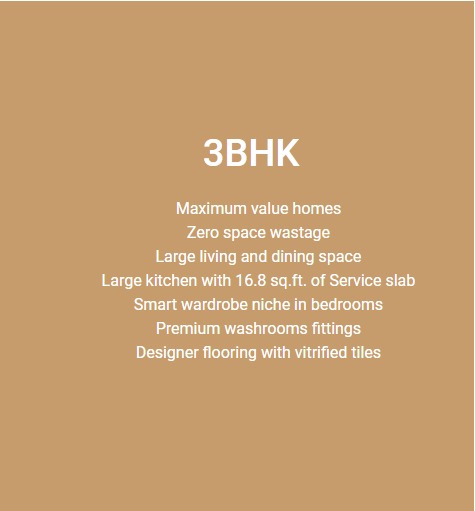 3BHK
Maximum value homes
Zero space wastage
Large living and dining space
Large kitchen with 16.8 sq.ft. of Service slab
Smart wardrobe niche in bedrooms
Premium washrooms fittings
Designer flooring with vitrified tiles